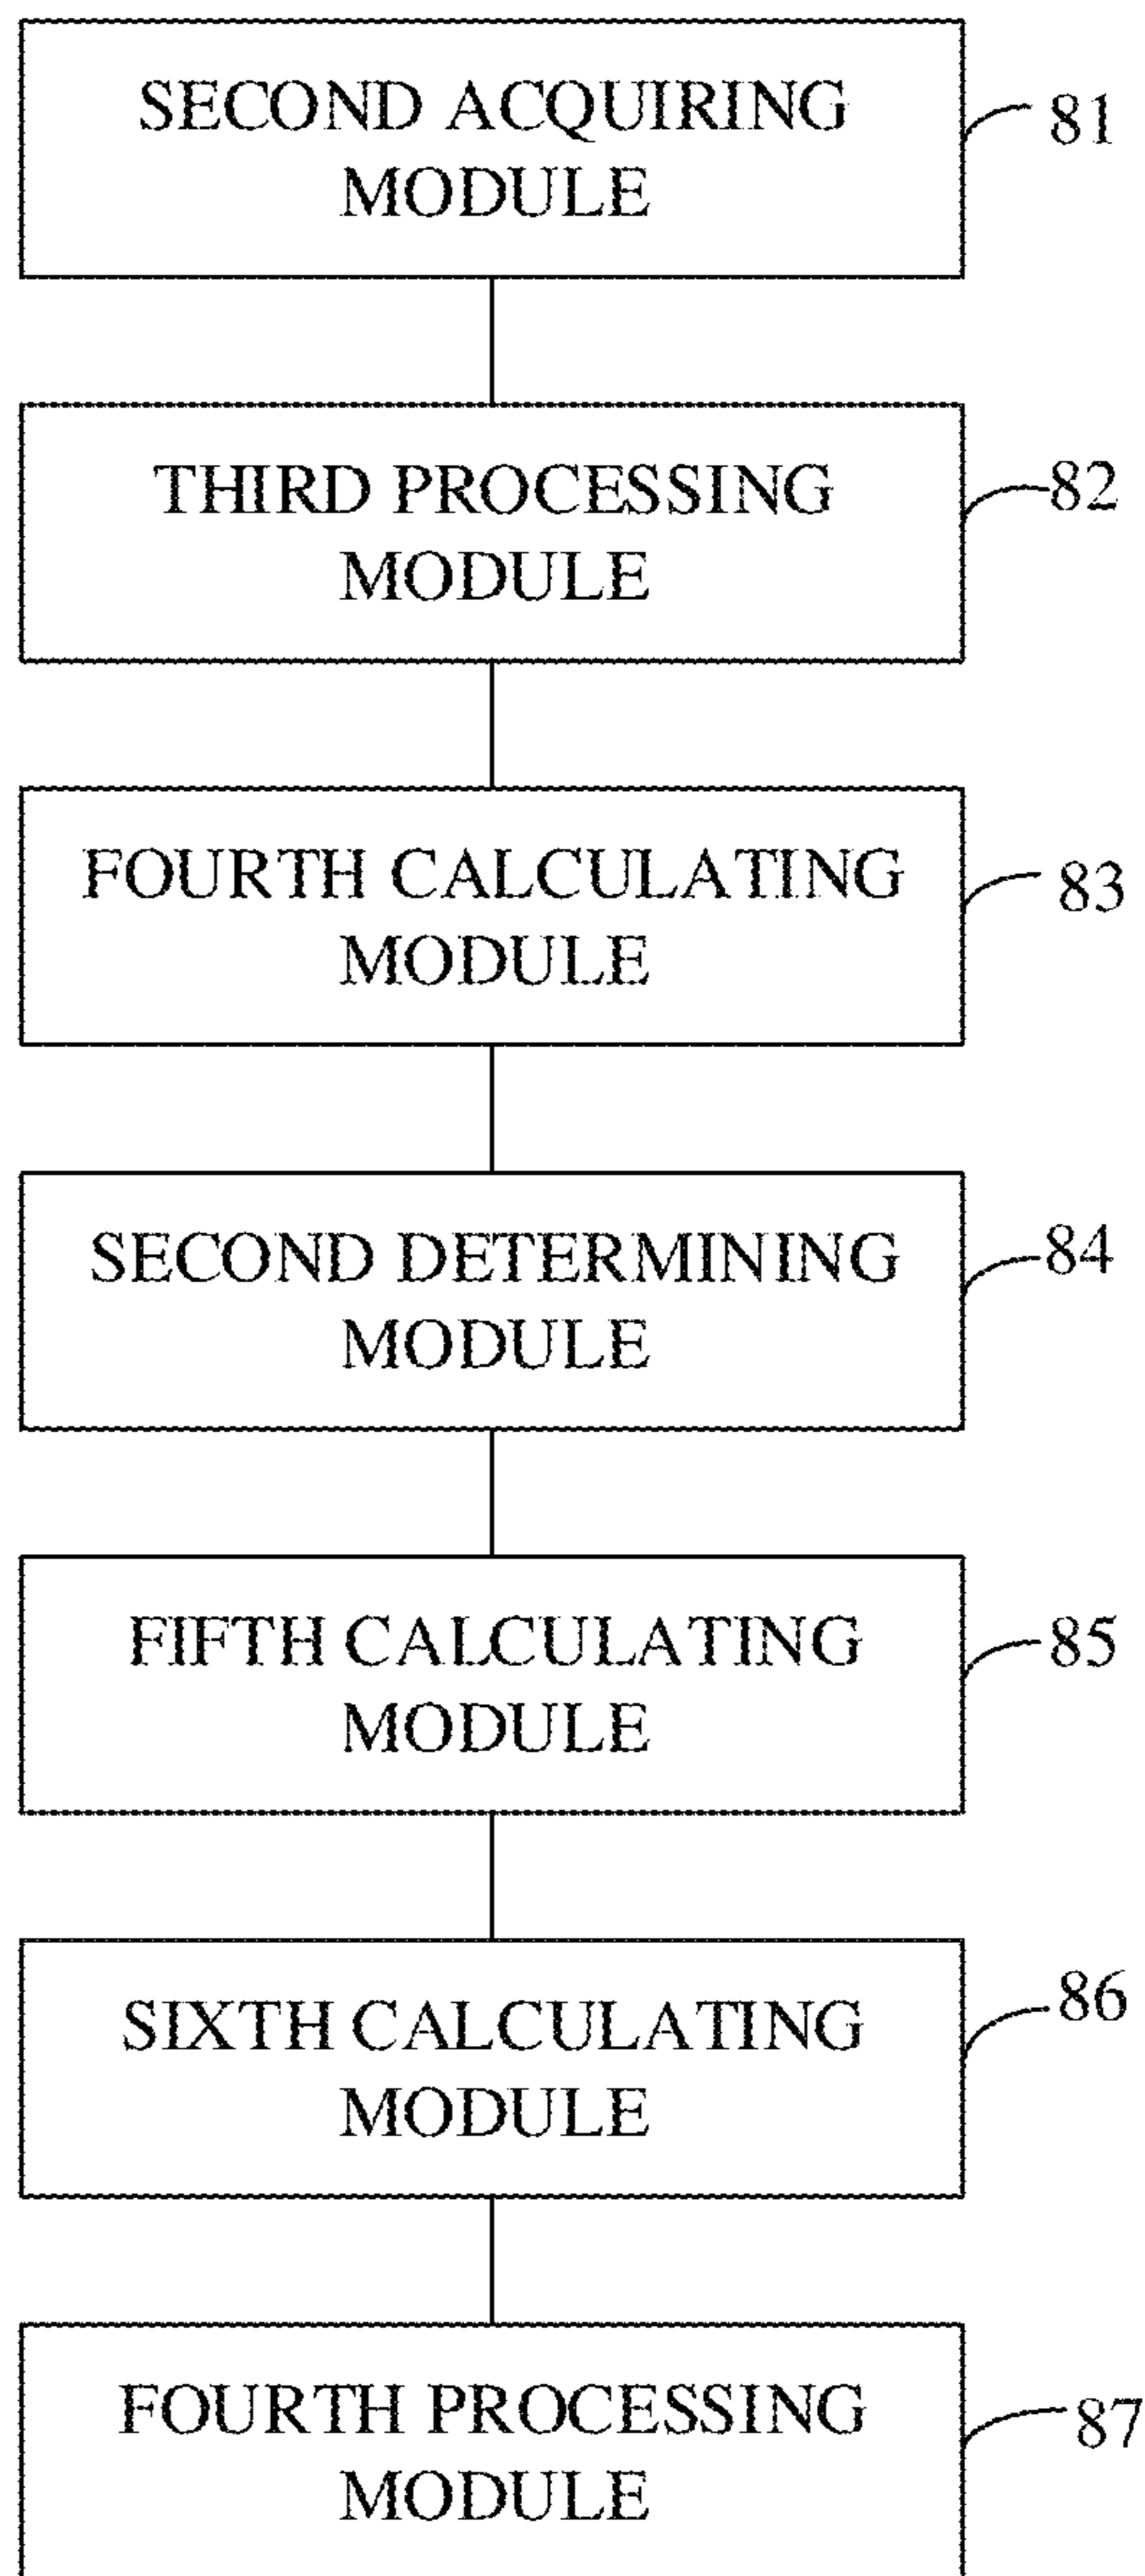 SECOND ACQUIRING
MODULE
81
THIRD PROCESSING
MODULE
82
FOURTH CALCULATING
MODULE
83
SECOND DETERMINING
MODULE
84
FIFTH CALCULATING
MODULE
85
SIXTH CALCULATING
MODULE
86
FOURTH PROCESSING
MODULE
87